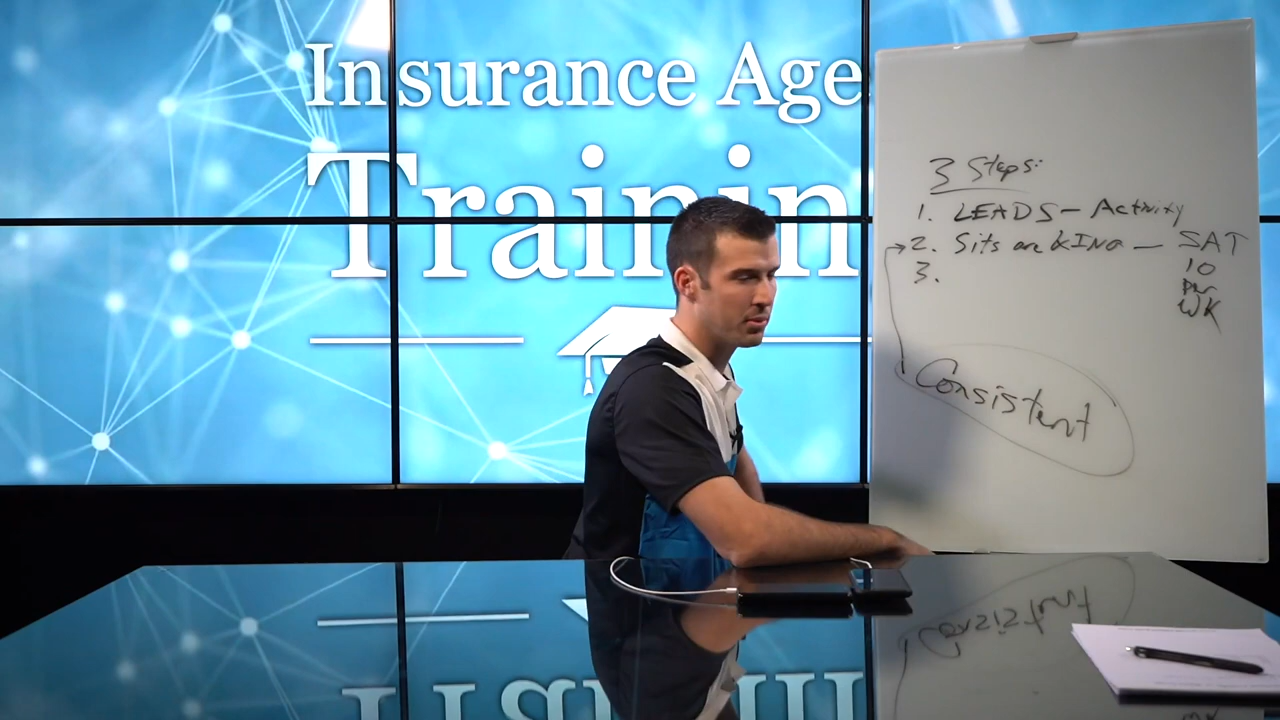 Insurance Age
Trainin
3 Steps:
1. LEADS - Activity
2. Sits are KING - SAT
3.
10
Per
WK
Consistent